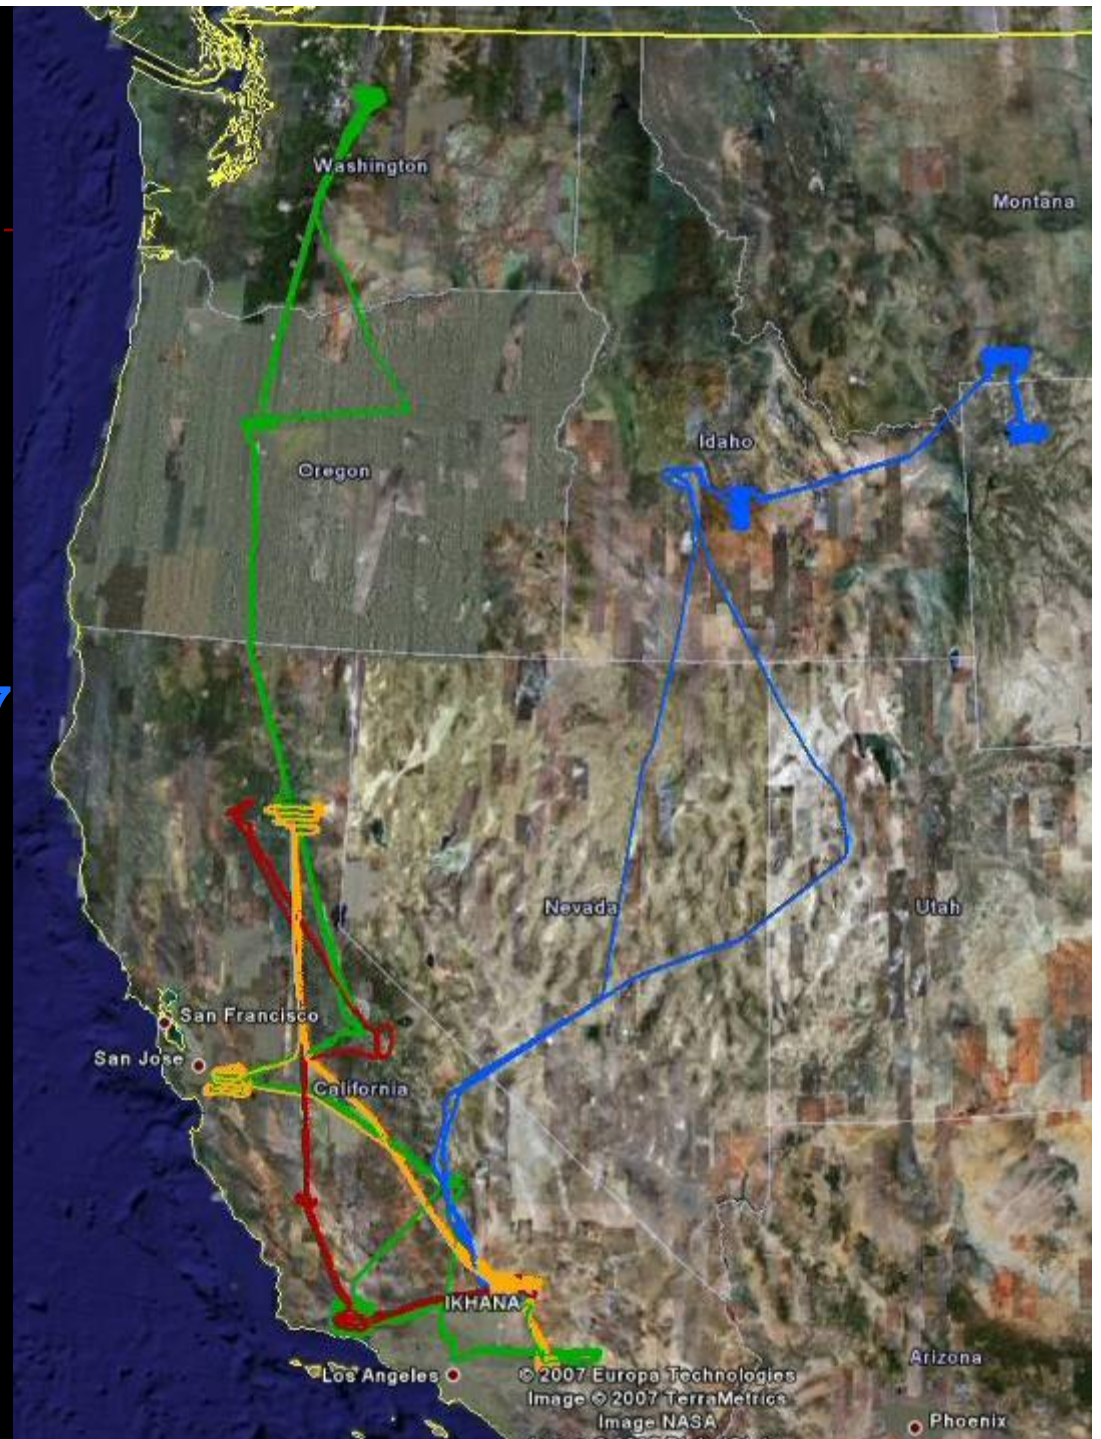 Washington
Montana
Idaho
Oregon
7
Nevada
Utah
San Francisco
San Jose
California
IKHANA
Arizona
Los Angeles
© 2007 Europa Technologies
Image © 2007 TerraMetrics
Image NASA
Phoenix